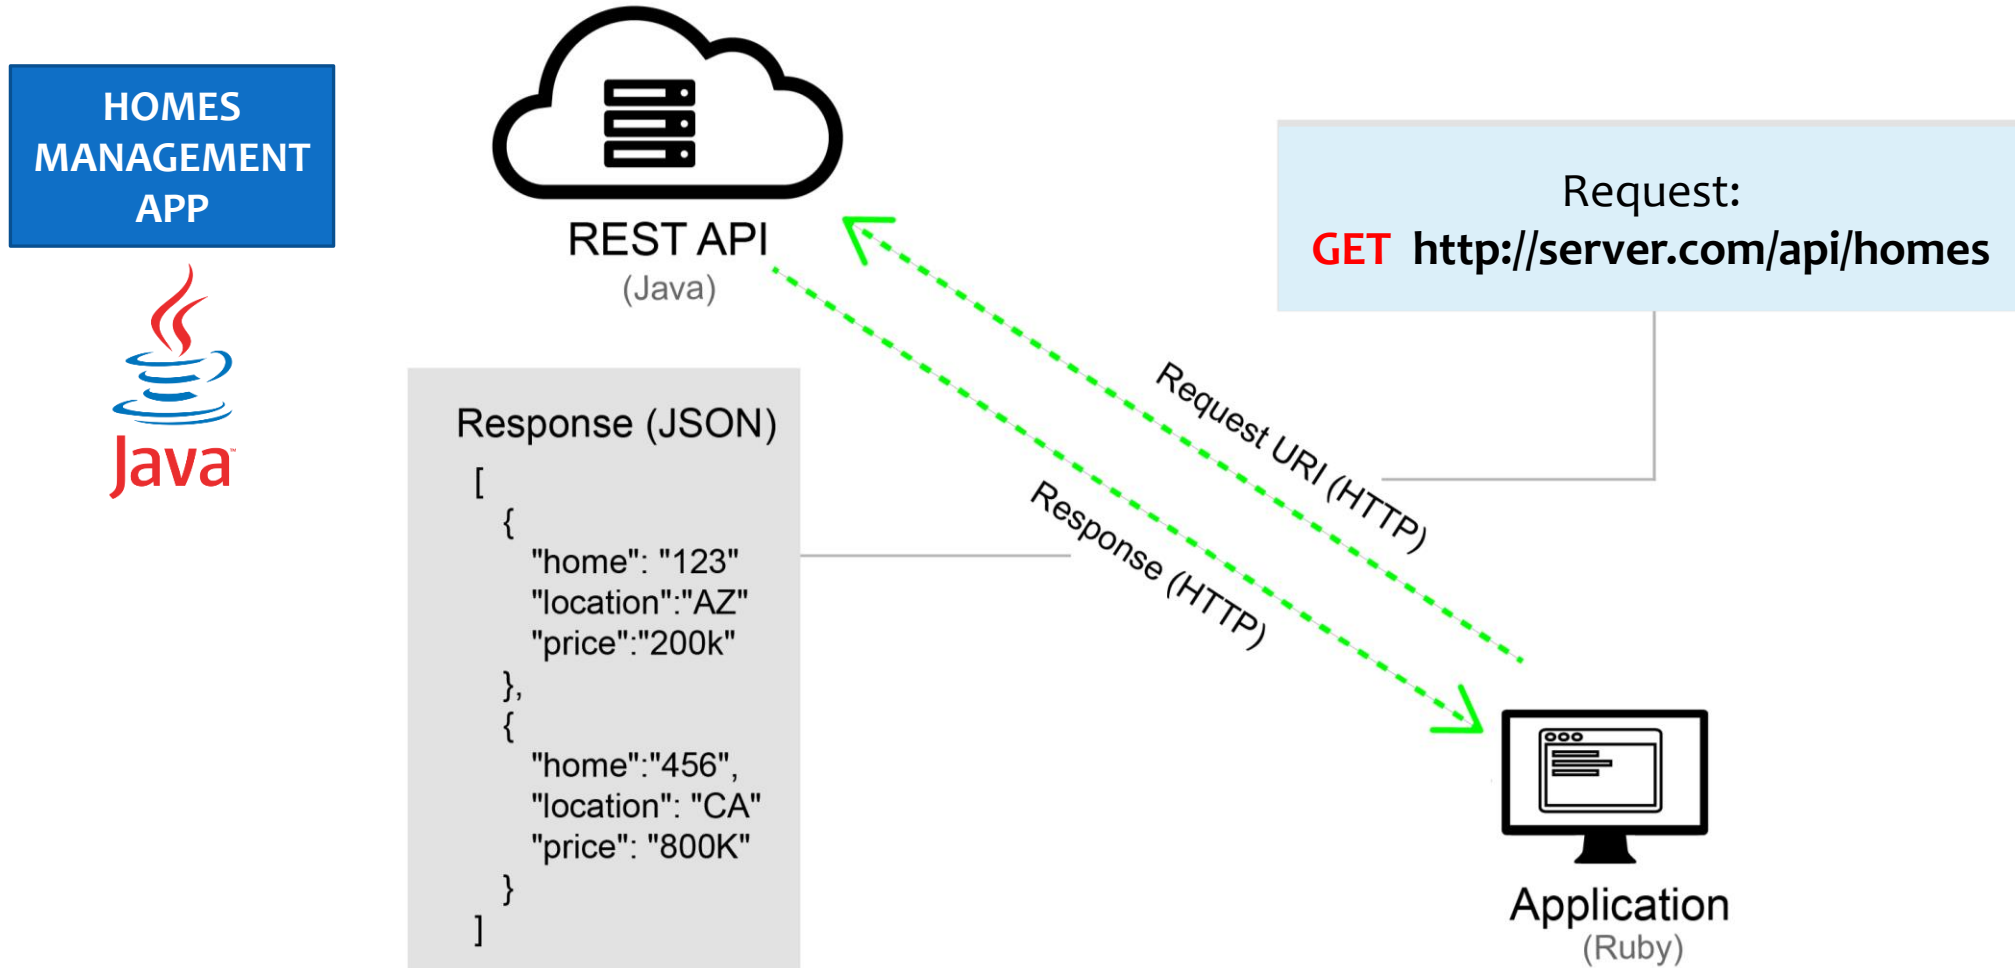 HOMES
MANAGEMENT
APP
Java™
REST API
(Java)
Request:
GET http://server.com/api/homes
Request URI (HTTP)
Response (HTTP)
Response (JSON)
[
{
"home": "123"
"location":"AZ"
"price":"200k"
},
{
"home":"456",
"location": "CA"
"price": "800K"
}
]
Application
(Ruby)